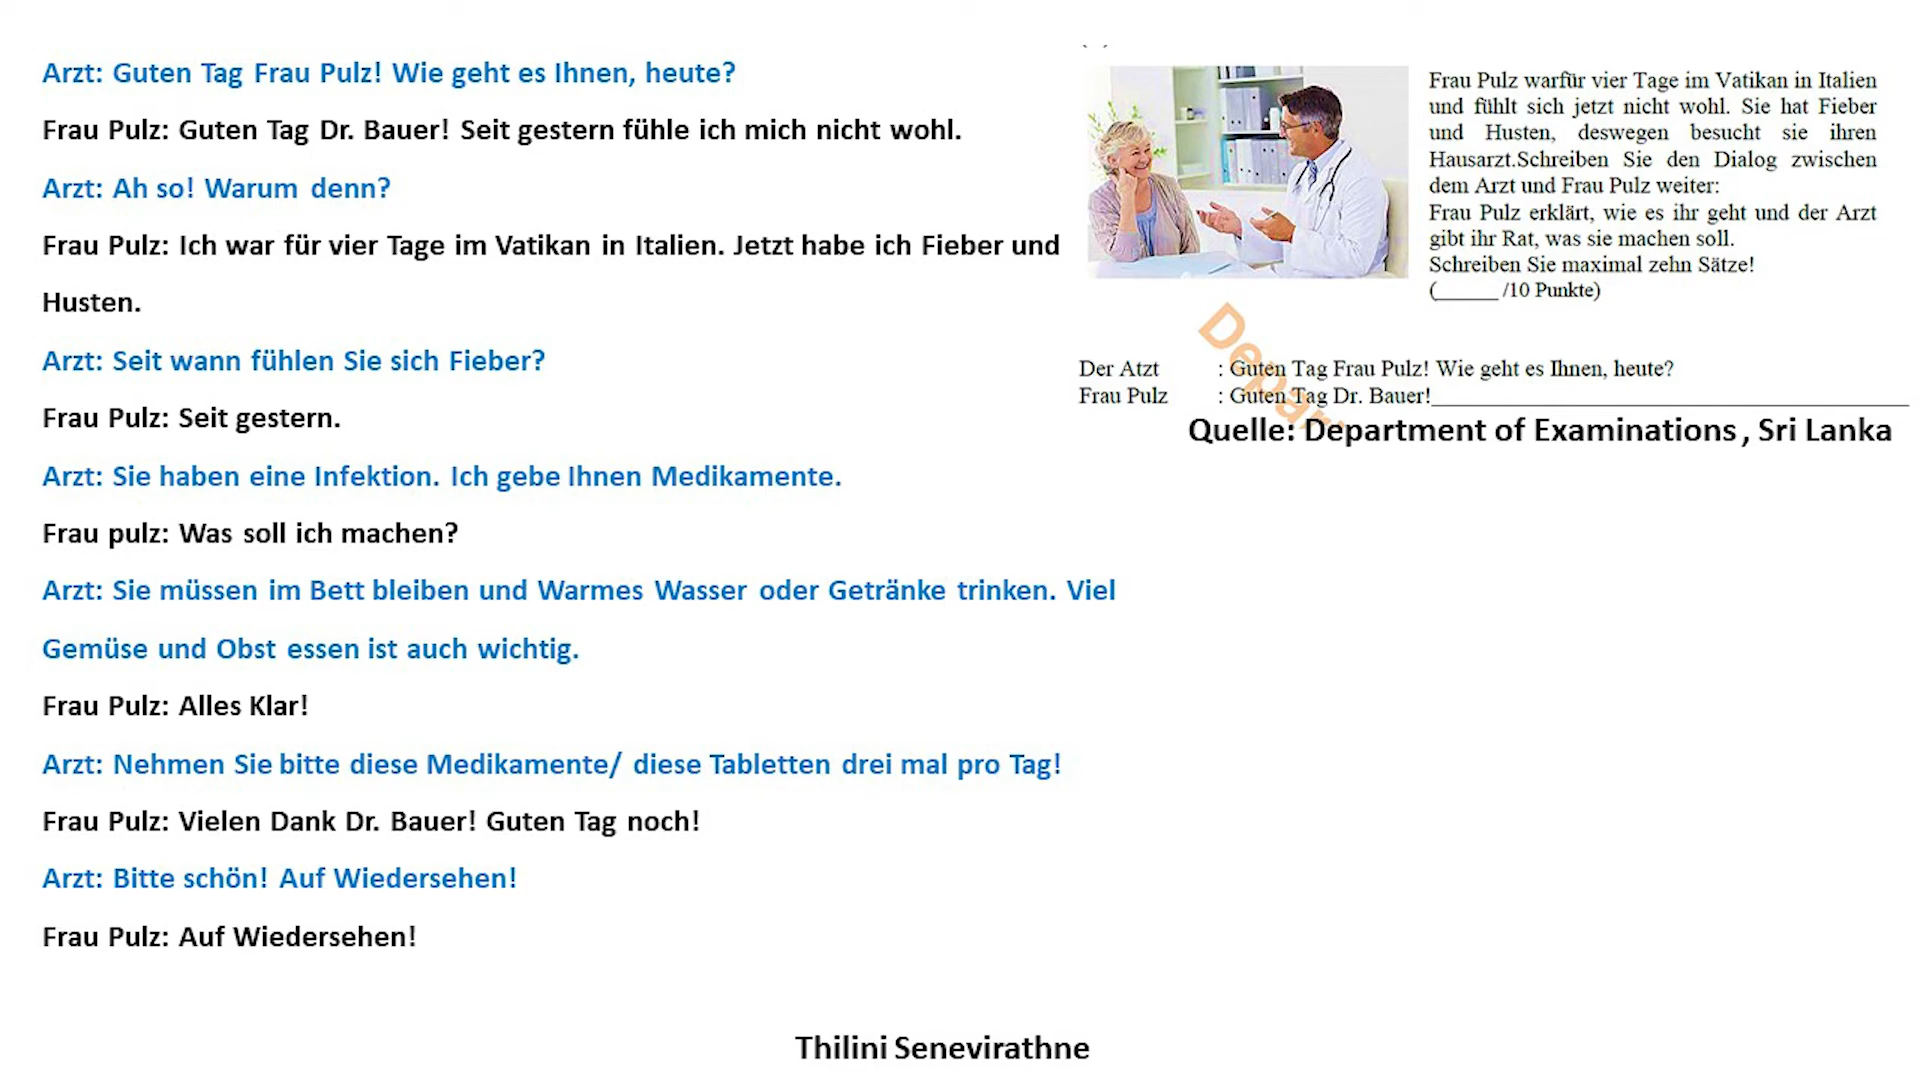 Arzt: Guten Tag Frau Pulz! Wie geht es Ihnen, heute?
Frau Pulz: Guten Tag Dr. Bauer! Seit gestern fühle ich mich nicht wohl.
Arzt: Ah so! Warum denn?
Frau Pulz: Ich war für vier Tage im Vatikan in Italien. Jetzt habe ich Fieber und
Husten.
Arzt: Seit wann fühlen Sie sich Fieber?
Frau Pulz: Seit gestern.
Arzt: Sie haben eine Infektion. Ich gebe Ihnen Medikamente.
Frau pulz: Was soll ich machen?
Arzt: Sie müssen im Bett bleiben und Warmes Wasser oder Getränke trinken. Viel
Gemüse und Obst essen ist auch wichtig.
Frau Pulz: Alles Klar!
Arzt: Nehmen Sie bitte diese Medikamente/ diese Tabletten drei mal pro Tag!
Frau Pulz: Vielen Dank Dr. Bauer! Guten Tag noch!
Arzt: Bitte schön! Auf Wiedersehen!
Frau Pulz: Auf Wiedersehen!
Frau Pulz warfür vier Tage im Vatikan in Italien
und fühlt sich jetzt nicht wohl. Sie hat Fieber
und Husten, deswegen besucht sie ihren
Hausarzt.Schreiben Sie den Dialog zwischen
dem Arzt und Frau Pulz weiter:
Frau Pulz erklärt, wie es ihr geht und der Arzt
gibt ihr Rat, was sie machen soll.
Schreiben Sie maximal zehn Sätze!
(______ /10 Punkte)
Der Atzt : Guten Tag Frau Pulz! Wie geht es Ihnen, heute?
Frau Pulz : Guten Tag Dr. Bauer!________________________________________
Quelle: Department of Examinations , Sri Lanka
Thilini Senevirathne